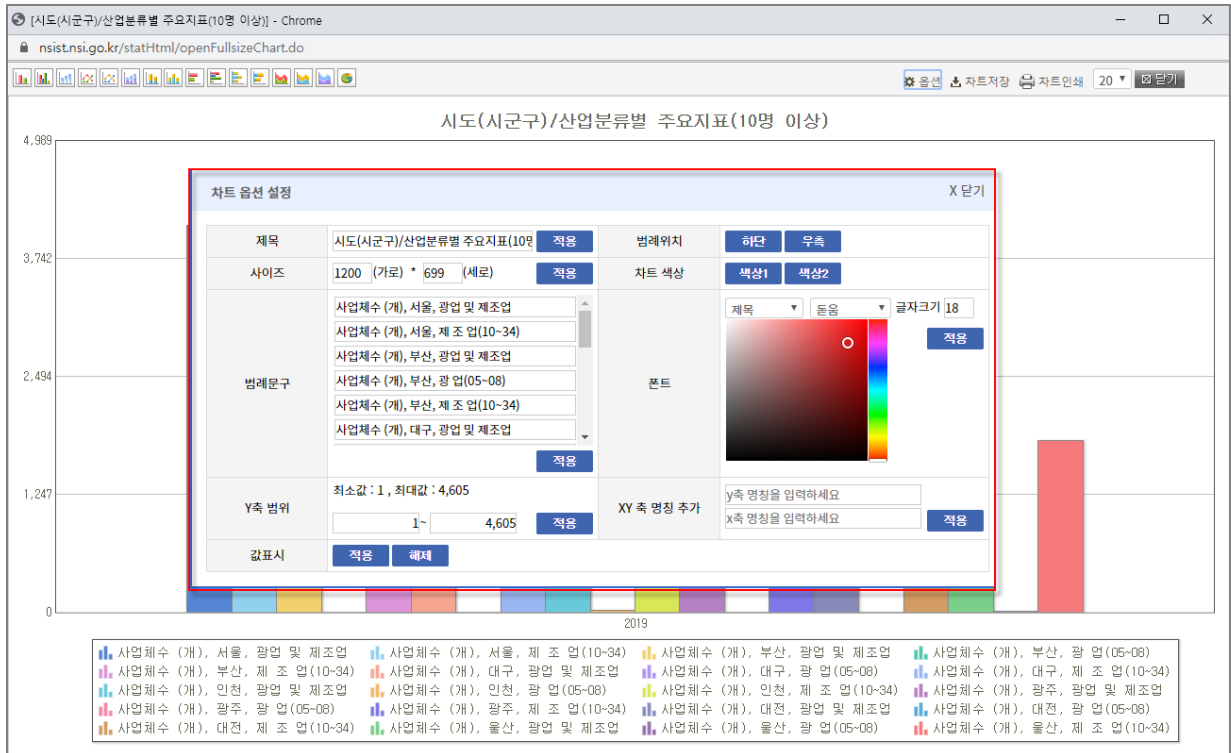 [시도(시군구)/산업분류별 주요지표(10명 이상)] - Chrome
nsist.nsi.go.kr/statHtml/openFullsizeChart.do
옵션 차트저장 차트인쇄 20 닫기
시도(시군구)/산업분류별 주요지표(10명 이상)
4,989
3,742
2,494
1,247
0
차트 옵션 설정 X 닫기
제목 시도(시군구)/산업분류별 주요지표(10명 적용 범례위치 하단 우측
사이즈 1200 (가로) * 699 (세로) 적용 차트 색상 색상1 색상2
범례문구
사업체수 (개), 서울, 광업 및 제조업
사업체수 (개), 서울, 제 조 업(10~34)
사업체수 (개), 부산, 광업 및 제조업
사업체수 (개), 부산, 광 업(05~08)
사업체수 (개), 부산, 제 조 업(10~34)
사업체수 (개), 대구, 광업 및 제조업
적용
폰트
제목 돋움 글자크기 18
적용
Y축 범위
최소값 : 1 , 최대값 : 4,605
1~ 4,605 적용
XY 축 명칭 추가
y축 명칭을 입력하세요
x축 명칭을 입력하세요 적용
값표시 적용 해제
2019
사업체수 (개), 서울, 광업 및 제조업 사업체수 (개), 서울, 제 조 업(10~34) 사업체수 (개), 부산, 광업 및 제조업 사업체수 (개), 부산, 광 업(05~08)
사업체수 (개), 부산, 제 조 업(10~34) 사업체수 (개), 대구, 광업 및 제조업 사업체수 (개), 대구, 광 업(05~08) 사업체수 (개), 대구, 제 조 업(10~34)
사업체수 (개), 인천, 광업 및 제조업 사업체수 (개), 인천, 광 업(05~08) 사업체수 (개), 인천, 제 조 업(10~34) 사업체수 (개), 광주, 광업 및 제조업
사업체수 (개), 광주, 광 업(05~08) 사업체수 (개), 광주, 제 조 업(10~34) 사업체수 (개), 대전, 광업 및 제조업 사업체수 (개), 대전, 광 업(05~08)
사업체수 (개), 대전, 제 조 업(10~34) 사업체수 (개), 울산, 광업 및 제조업 사업체수 (개), 울산, 광 업(05~08) 사업체수 (개), 울산, 제 조 업(10~34)